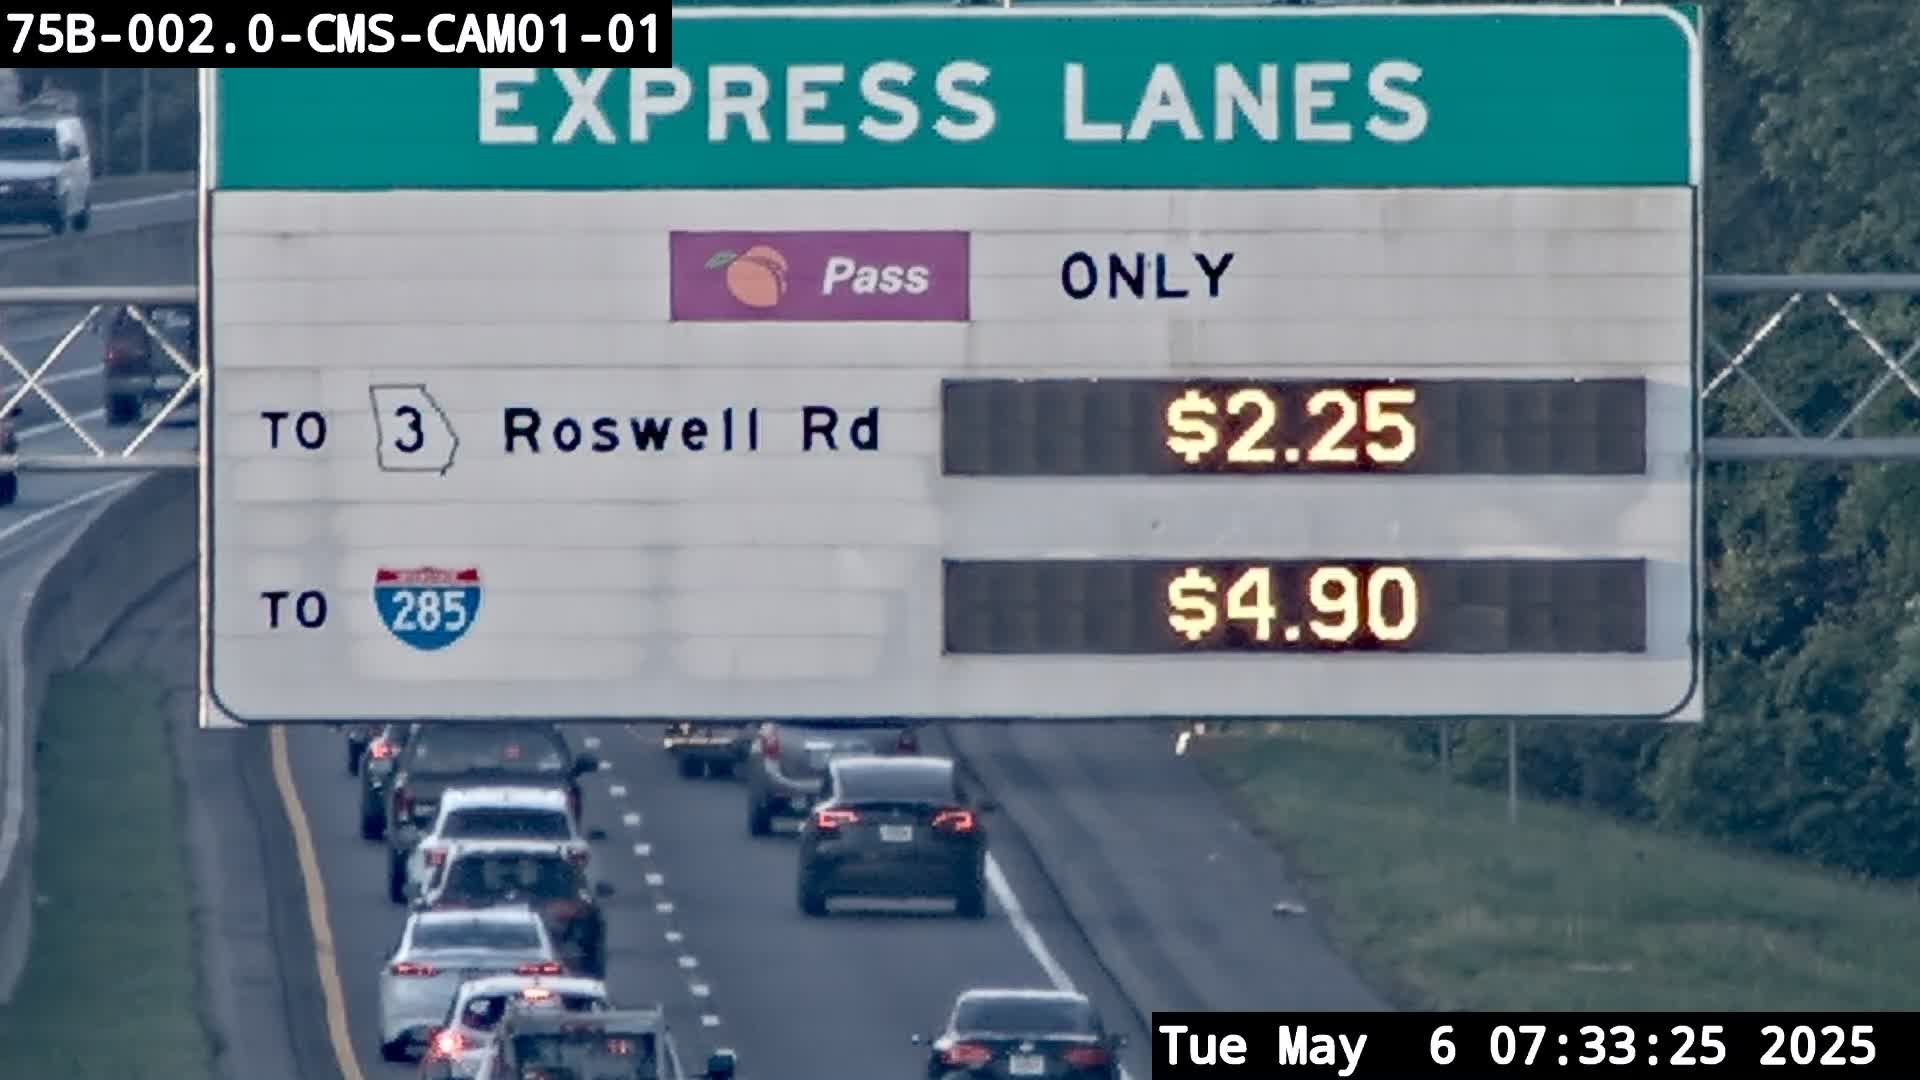 75B-002.0-CMS-CAM01-01
EXPRESS LANES
Pass ONLY
TO 3 Roswell Rd $2.25
TO 285 $4.90
Tue May 6 07:33:25 2025